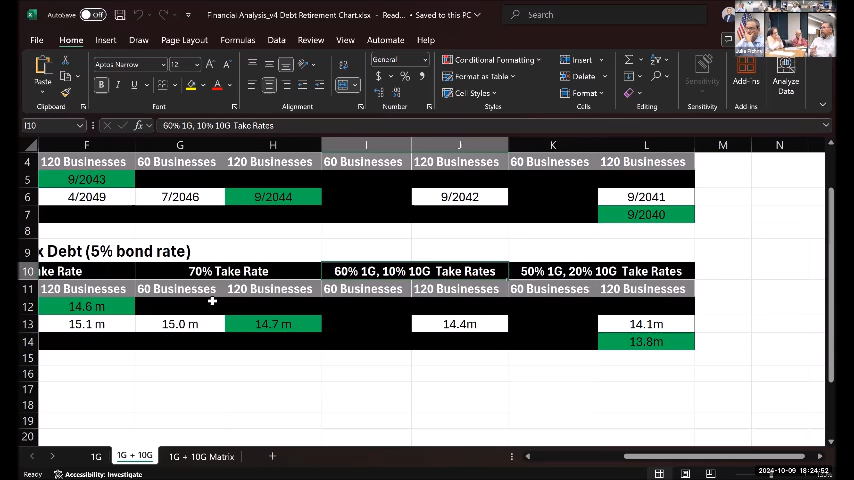 AutoSave Off Financial_Analysis_v4 Debt Retirement Chart.xlsx - Read... • Saved to this PC Search
File Home Insert Draw Page Layout Formulas Data Review View Automate Help
Julie Fishne
Paste Aptos Narrow 12 General Conditional Formatting Insert
Format as Table Delete Sensitivity Add-ins Analyze Data
Cell Styles Format
Clipboard Font Alignment Number Styles Cells Editing Sensitivity Add-ins
I10 60% 1G, 10% 10G Take Rates
F G H I J K L M N
4 120 Businesses 60 Businesses 120 Businesses 60 Businesses 120 Businesses 60 Businesses 120 Businesses
5 9/2043
6 4/2049 7/2046 9/2044 9/2042 9/2041
7 9/2040
8
9 x Debt (5% bond rate)
10 ake Rate 70% Take Rate 60% 1G, 10% 10G Take Rates 50% 1G, 20% 10G Take Rates
11 120 Businesses 60 Businesses 120 Businesses 60 Businesses 120 Businesses 60 Businesses 120 Businesses
12 14.6 m
13 15.1 m 15.0 m 14.7 m 14.4m 14.1m
14 13.8m
15
16
17
18
19
20
1G 1G + 10G 1G + 10G Matrix
Ready Accessibility: Investigate
2024-10-09 18:24:52